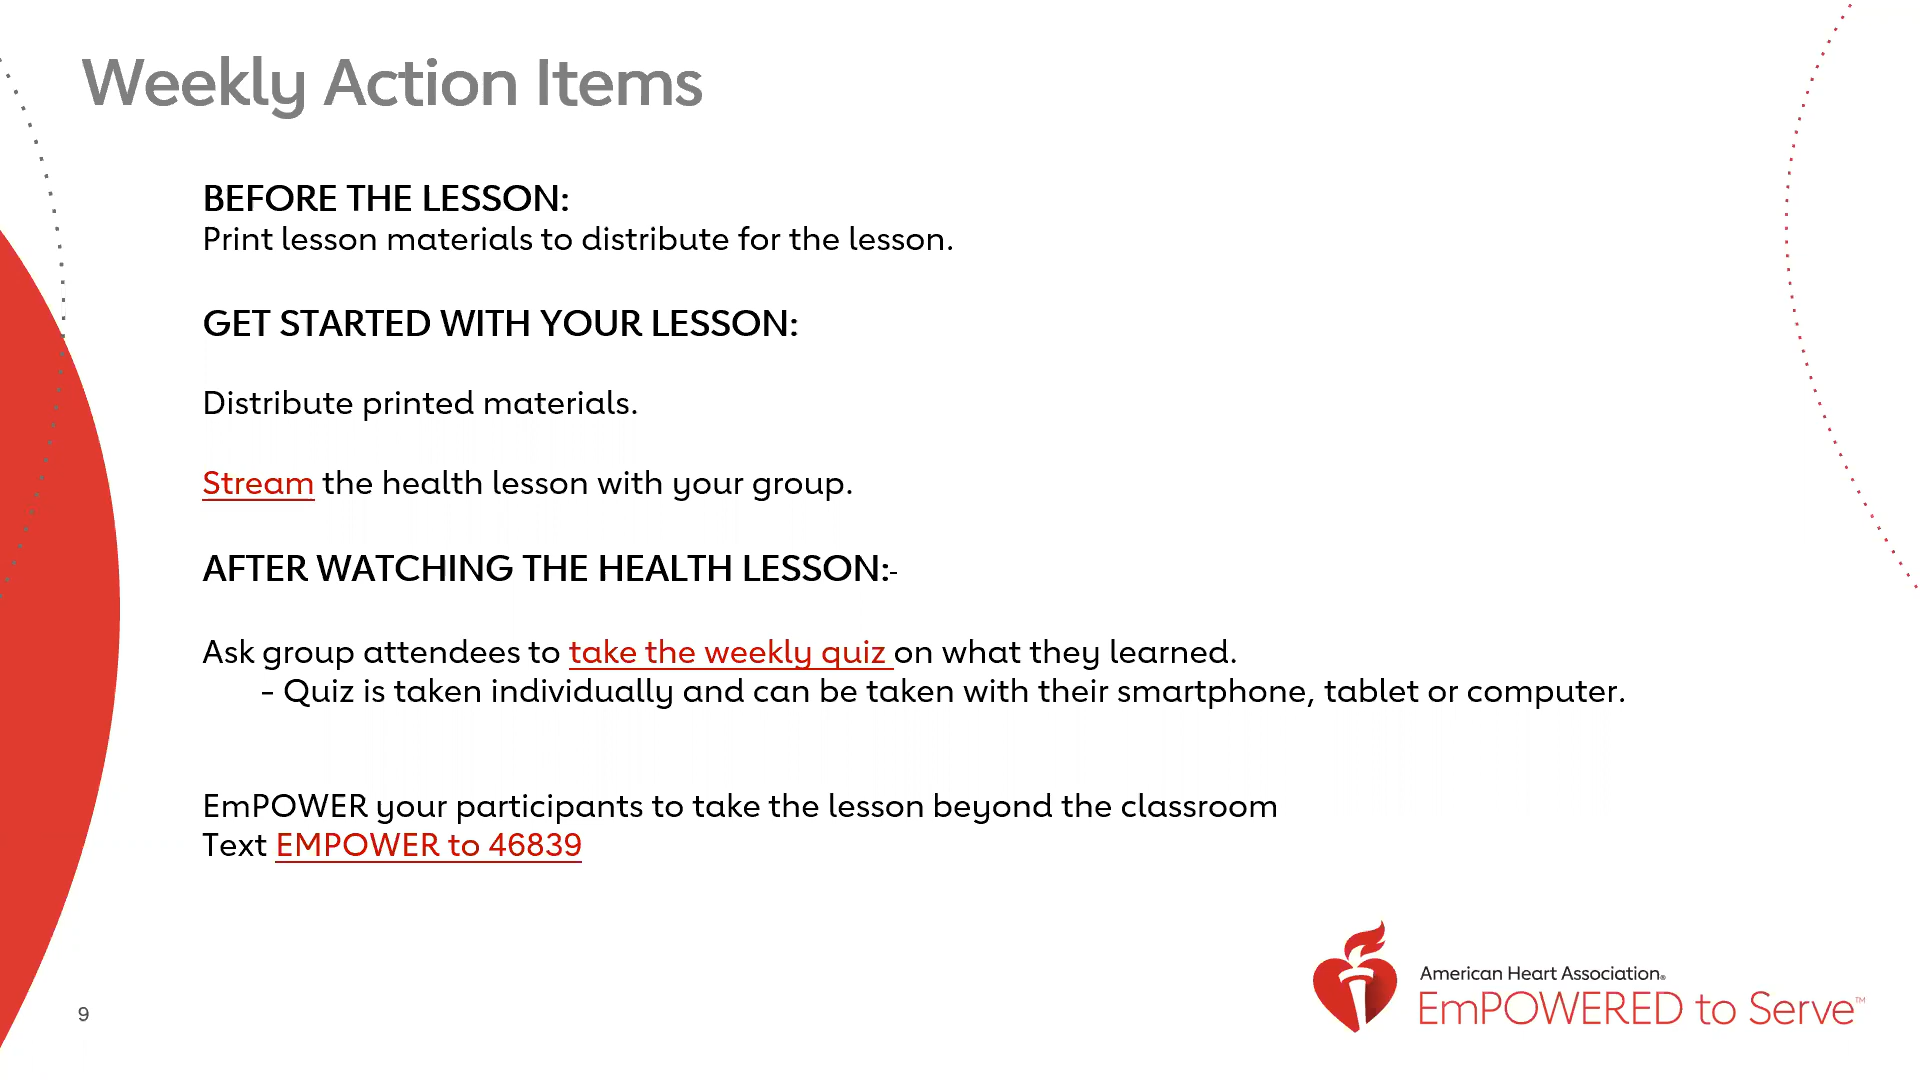 Weekly Action Items
BEFORE THE LESSON:
Print lesson materials to distribute for the lesson.
GET STARTED WITH YOUR LESSON:
Distribute printed materials.
Stream the health lesson with your group.
AFTER WATCHING THE HEALTH LESSON:-
Ask group attendees to take the weekly quiz on what they learned.
- Quiz is taken individually and can be taken with their smartphone, tablet or computer.
EmPOWER your participants to take the lesson beyond the classroom
Text EMPOWER to 46839
American Heart Association®
EmPOWERED to Serve™
9